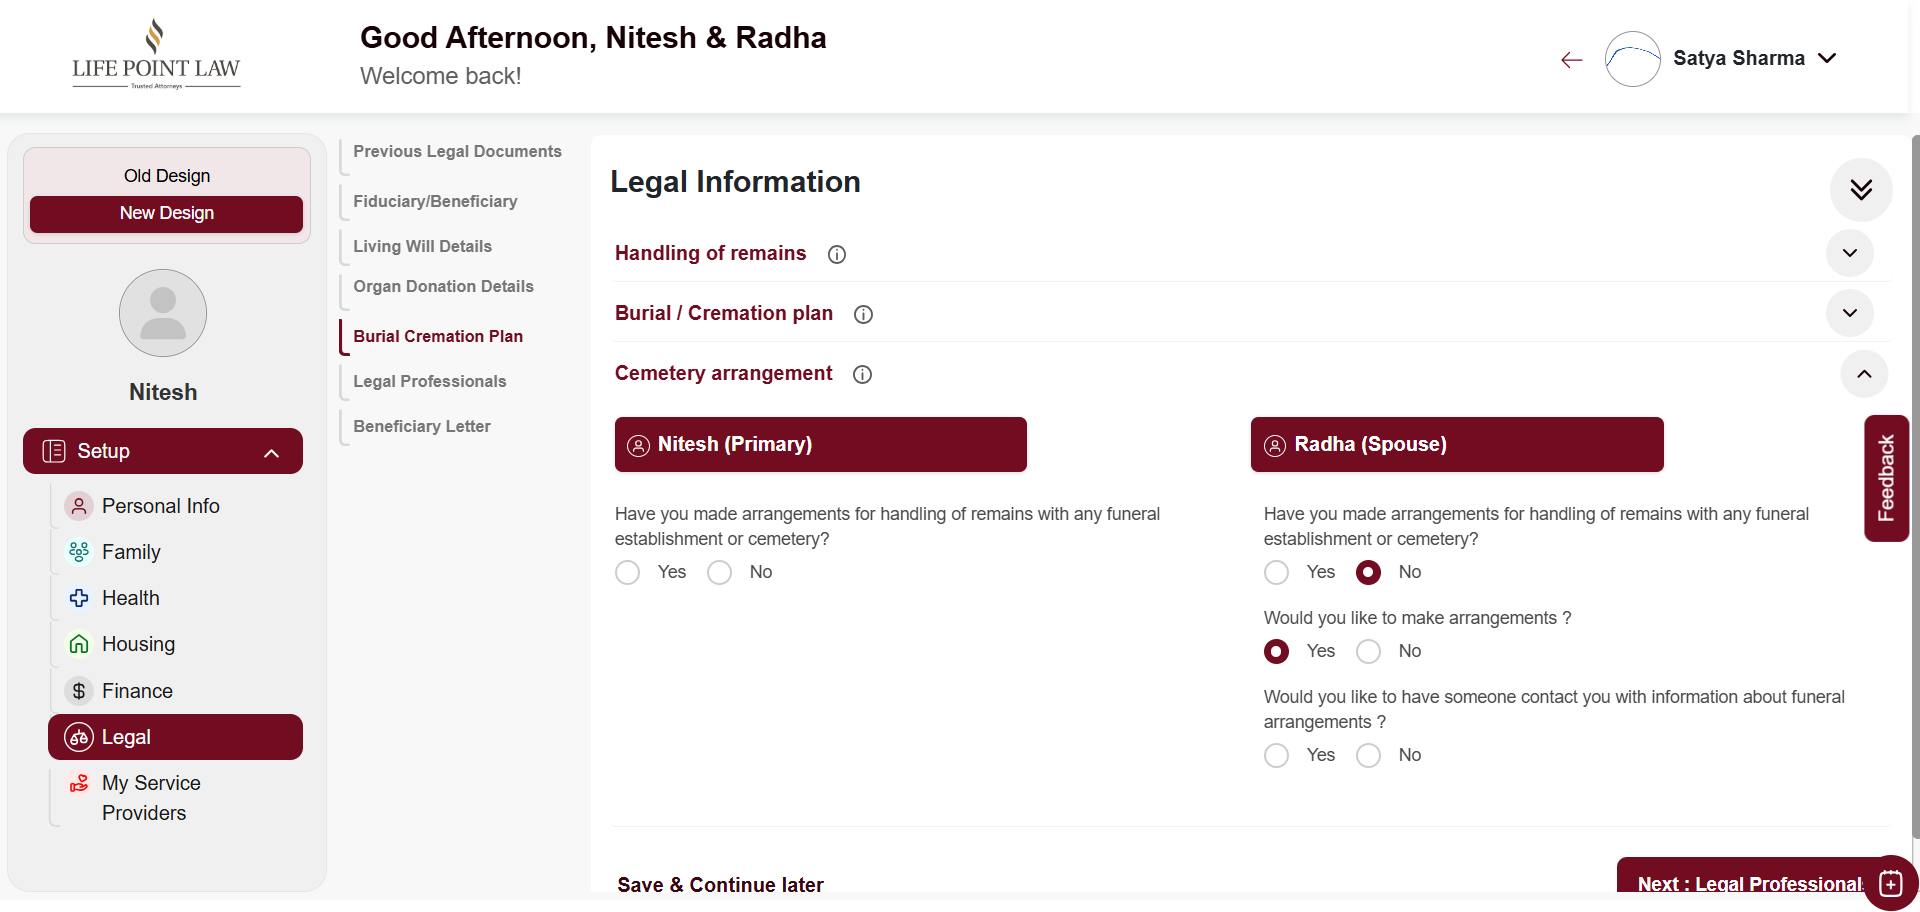 LIFE POINT LAW
Trusted Attorneys
Good Afternoon, Nitesh & Radha
Welcome back!
Satya Sharma
Old Design
New Design
Nitesh
Setup
Personal Info
Family
Health
Housing
Finance
Legal
My Service
Providers
Previous Legal Documents
Fiduciary/Beneficiary
Living Will Details
Organ Donation Details
Burial Cremation Plan
Legal Professionals
Beneficiary Letter
Legal Information
Handling of remains
Burial / Cremation plan
Cemetery arrangement
Nitesh (Primary)
Have you made arrangements for handling of remains with any funeral
establishment or cemetery?
Yes No
Radha (Spouse)
Have you made arrangements for handling of remains with any funeral
establishment or cemetery?
Yes No
Would you like to make arrangements ?
Yes No
Would you like to have someone contact you with information about funeral
arrangements ?
Yes No
Feedback
Save & Continue later
Next : Legal Professionals